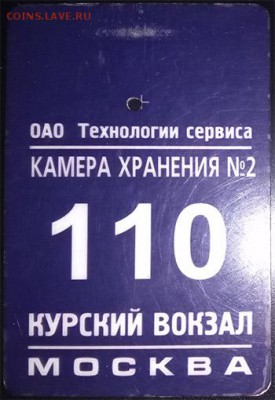 COINS.LAVE.RU
ОАО Технологии сервиса
КАМЕРА ХРАНЕНИЯ №2
110
КУРСКИЙ ВОКЗАЛ
МОСКВА